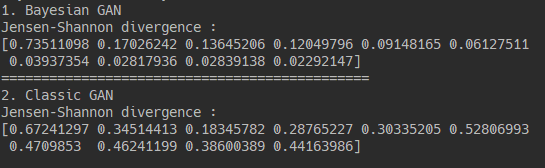 1. Bayesian GAN
Jensen-Shannon divergence :
[0.73511098 0.17026242 0.13645206 0.12049796 0.09148165 0.06127511
0.03937354 0.02817936 0.02839138 0.02292147]
==============================================
2. Classic GAN
Jensen-Shannon divergence :
[0.67241297 0.34514413 0.18345782 0.28765227 0.30335205 0.52806993
0.4709853  0.46241199 0.38600389 0.44163986]